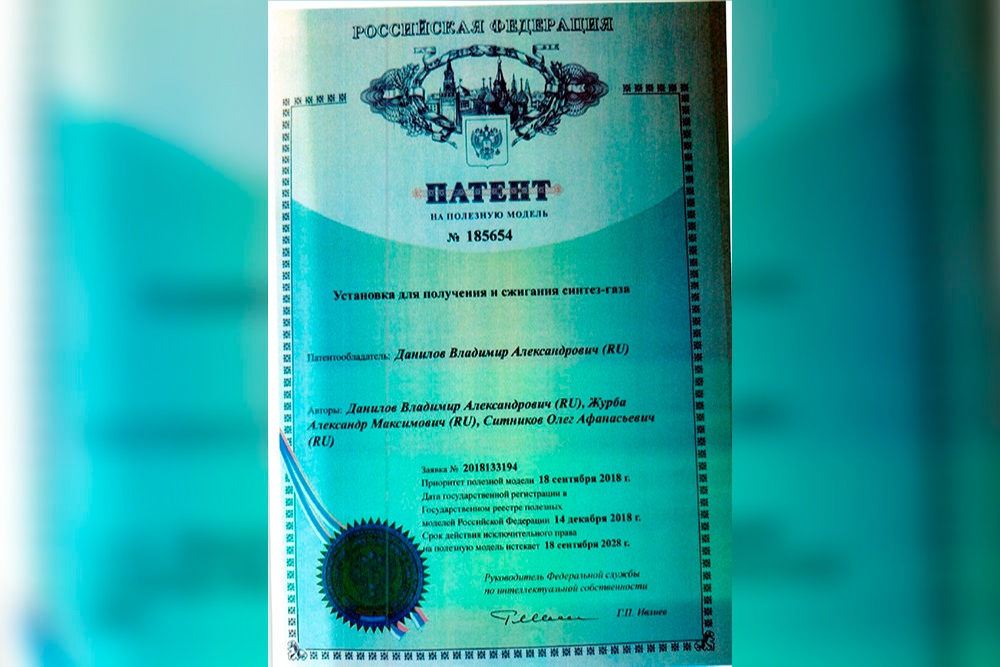 РОССИЙСКАЯ ФЕДЕРАЦИЯ
ПАТЕНТ
НА ПОЛЕЗНУЮ МОДЕЛЬ
№ 185654
Установка для получения и сжигания синтез-газа
Патентообладатель: Данилов Владимир Александрович (RU)
Авторы: Данилов Владимир Александрович (RU), Журба
Александр Максимович (RU), Ситников Олег Афанасьевич
(RU)
Заявка № 2018133194
Приоритет полезной модели 18 сентября 2018 г.
Дата государственной регистрации в
Государственном реестре полезных
моделей Российской Федерации 14 декабря 2018 г.
Срок действия исключительного права
на полезную модель истекает 18 сентября 2028 г.
Руководитель Федеральной службы
по интеллектуальной собственности
Г.П. Ивлиев